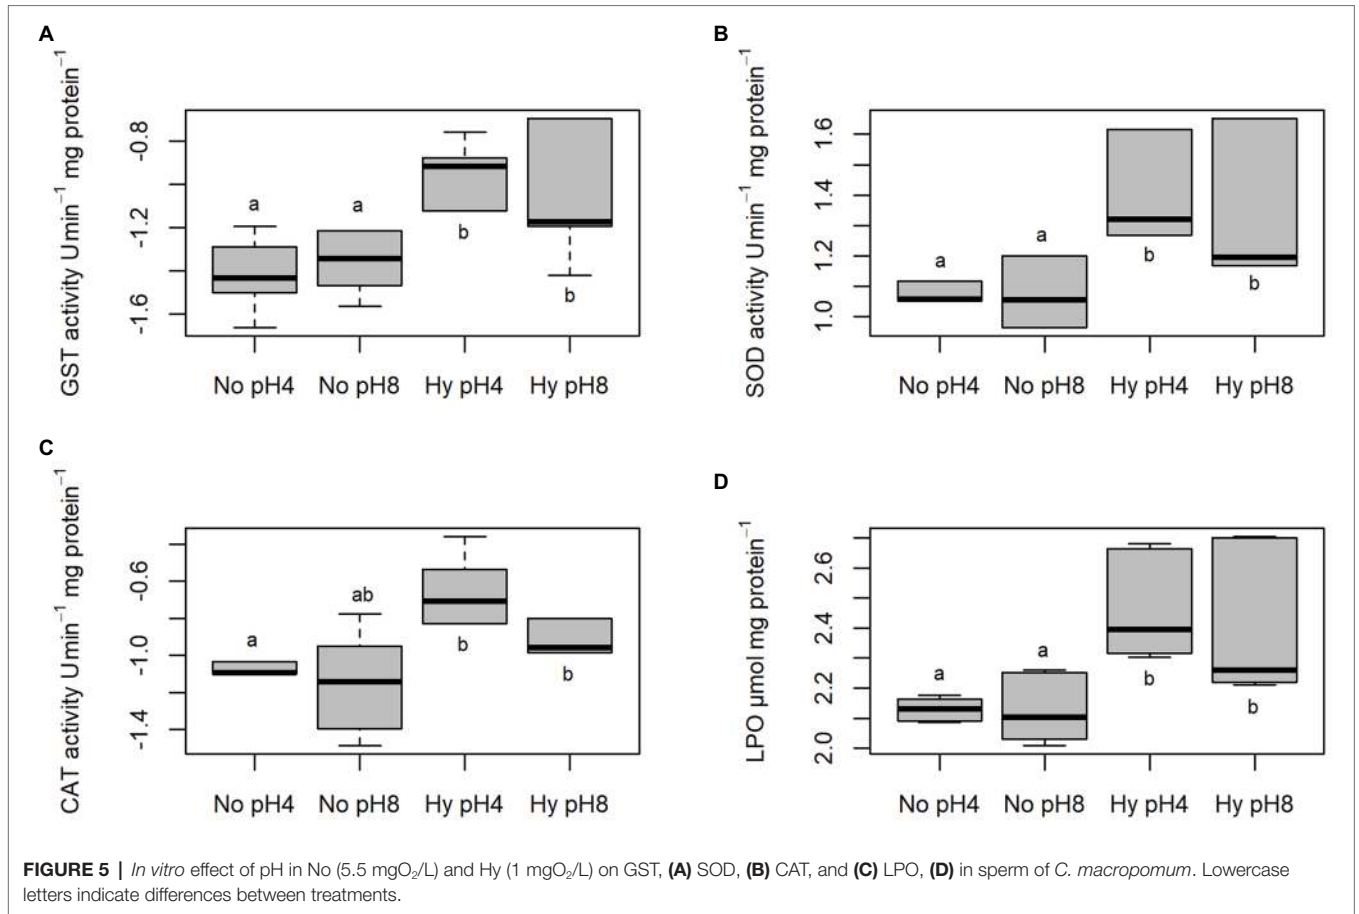 A
GST activity Umin⁻¹ mg protein⁻¹
-0.8
-1.2
-1.6
a
a
b
b
No pH4 No pH8 Hy pH4 Hy pH8
B
SOD activity Umin⁻¹ mg protein⁻¹
1.6
1.4
1.2
1.0
a
a
b
b
No pH4 No pH8 Hy pH4 Hy pH8
C
CAT activity Umin⁻¹ mg protein⁻¹
-0.6
-1.0
-1.4
a
ab
b
b
No pH4 No pH8 Hy pH4 Hy pH8
D
LPO µmol mg protein⁻¹
2.6
2.4
2.2
2.0
a
a
b
b
No pH4 No pH8 Hy pH4 Hy pH8
FIGURE 5 | In vitro effect of pH in No (5.5 mgO₂/L) and Hy (1 mgO₂/L) on GST, (A) SOD, (B) CAT, and (C) LPO, (D) in sperm of C. macropomum. Lowercase
letters indicate differences between treatments.